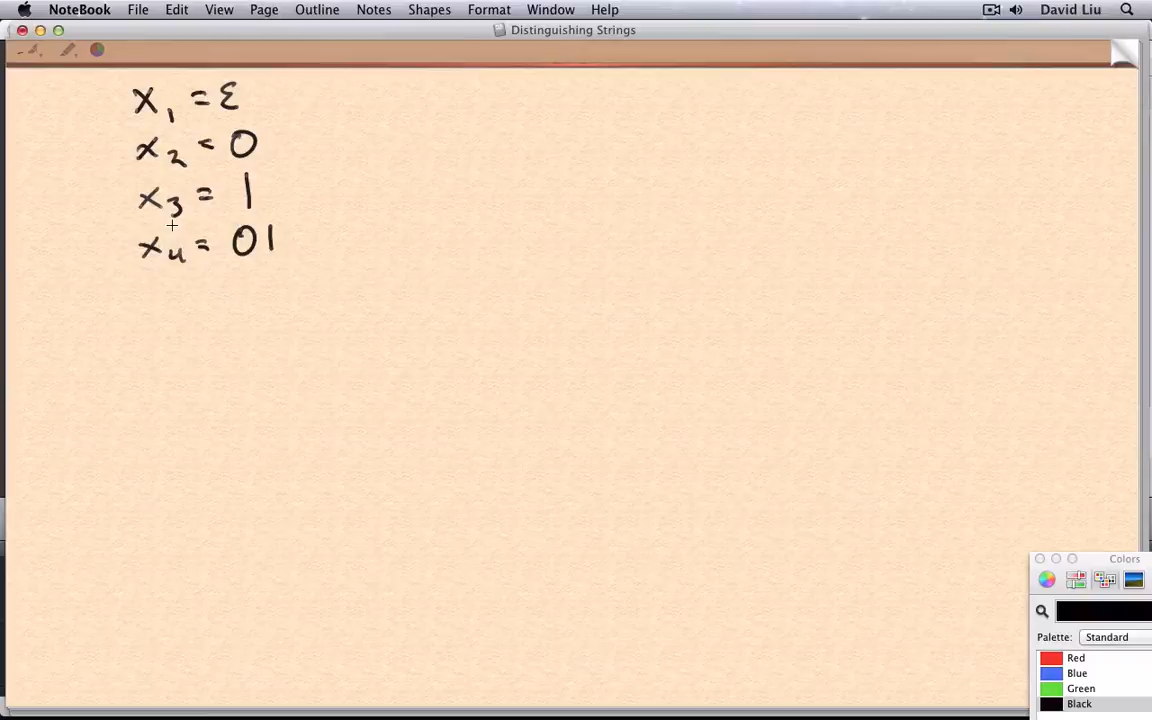 NoteBook File Edit View Page Outline Notes Shapes Format Window Help David Liu
Distinguishing Strings
x₁ = ε
x₂ = 0
x₃ = 1
x₄ = 01
Colors
Palette: Standard
Red
Blue
Green
Black